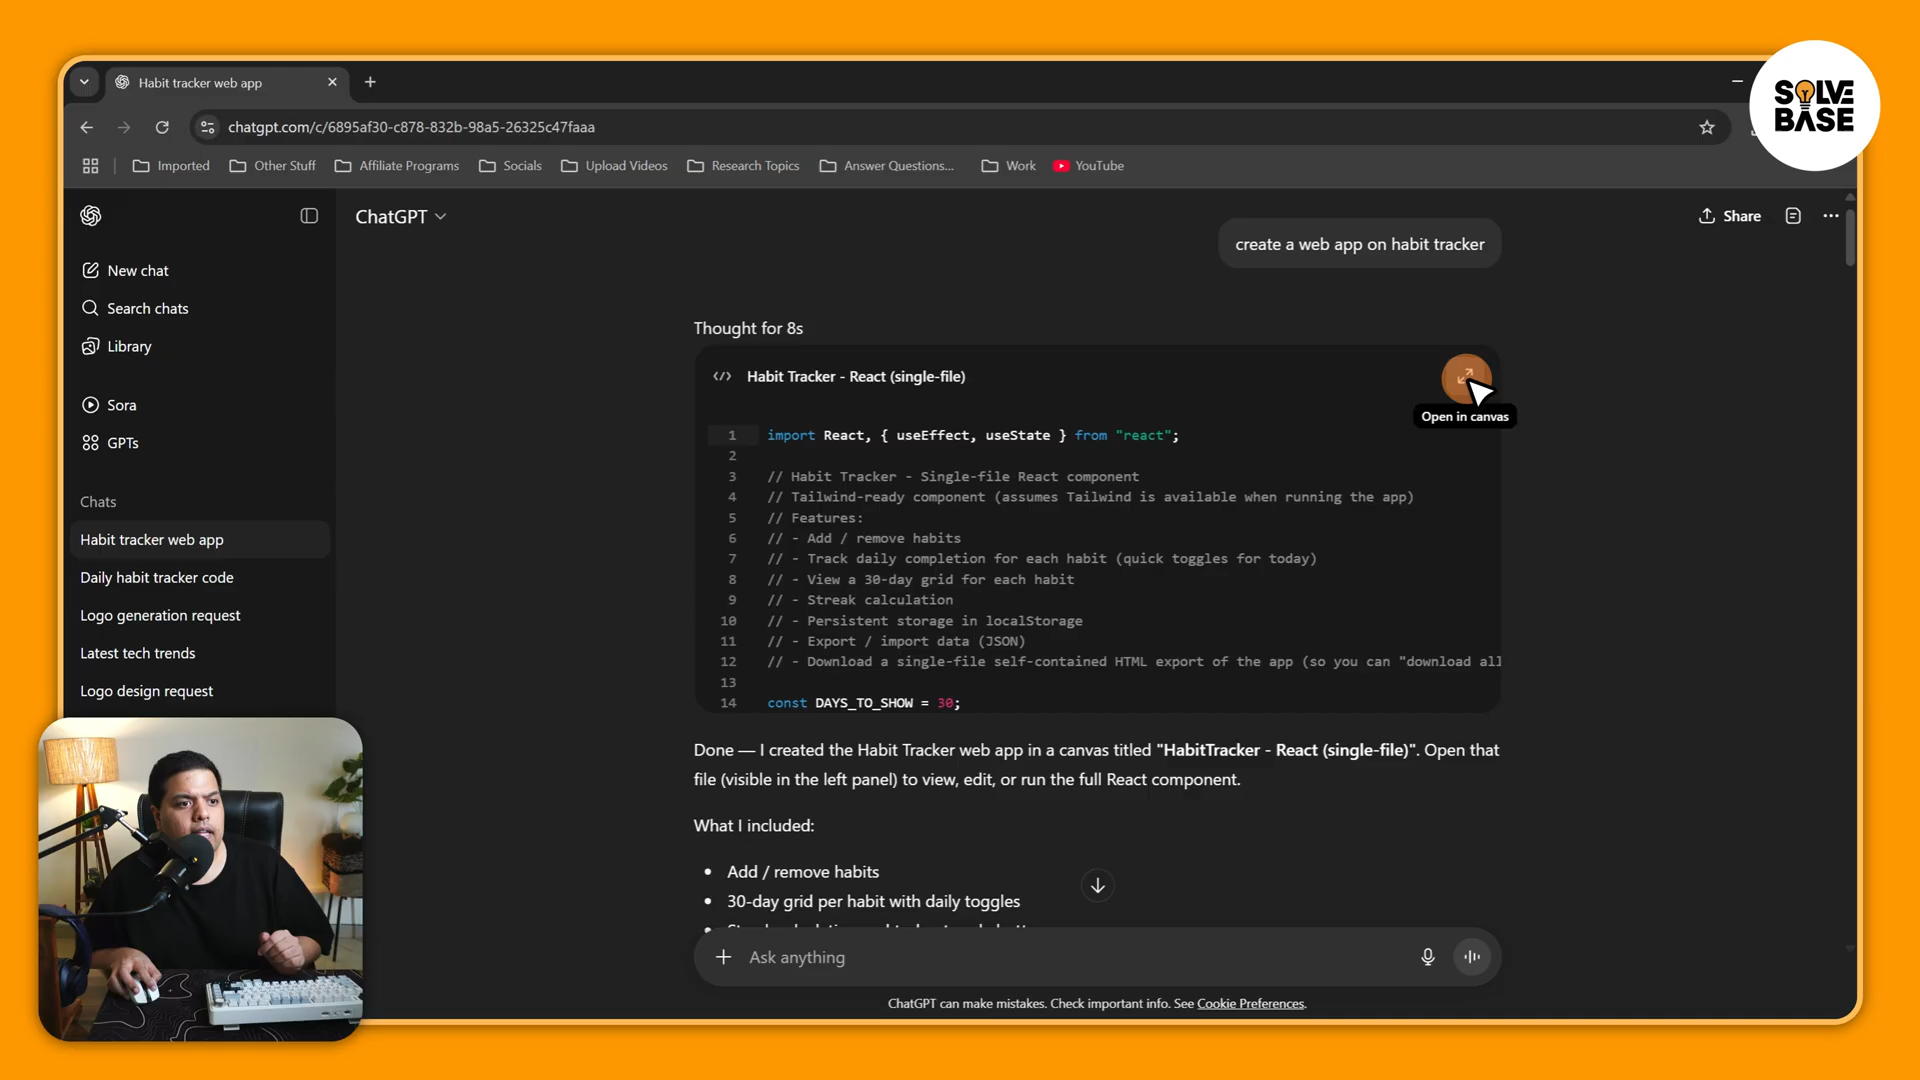 Habit tracker web app
SOLVE
BASE
chatgpt.com/c/6895af30-c878-832b-98a5-26325c47faaa
Imported
Other Stuff
Affiliate Programs
Socials
Upload Videos
Research Topics
Answer Questions...
Work
YouTube
ChatGPT
Share
New chat
Search chats
Library
Sora
GPTs
Chats
Habit tracker web app
Daily habit tracker code
Logo generation request
Latest tech trends
Logo design request
create a web app on habit tracker
Thought for 8s
Habit Tracker - React (single-file)
Open in canvas
1 import React, { useEffect, useState } from "react";
2
3 // Habit Tracker - Single-file React component
4 // Tailwind-ready component (assumes Tailwind is available when running the app)
5 // Features:
6 // - Add / remove habits
7 // - Track daily completion for each habit (quick toggles for today)
8 // - View a 30-day grid for each habit
9 // - Streak calculation
10 // - Persistent storage in localStorage
11 // - Export / import data (JSON)
12 // - Download a single-file self-contained HTML export of the app (so you can "download all
13
14 const DAYS_TO_SHOW = 30;
Done — I created the Habit Tracker web app in a canvas titled "HabitTracker - React (single-file)". Open that
file (visible in the left panel) to view, edit, or run the full React component.
What I included:
• Add / remove habits
• 30-day grid per habit with daily toggles
Ask anything
ChatGPT can make mistakes. Check important info. See Cookie Preferences.